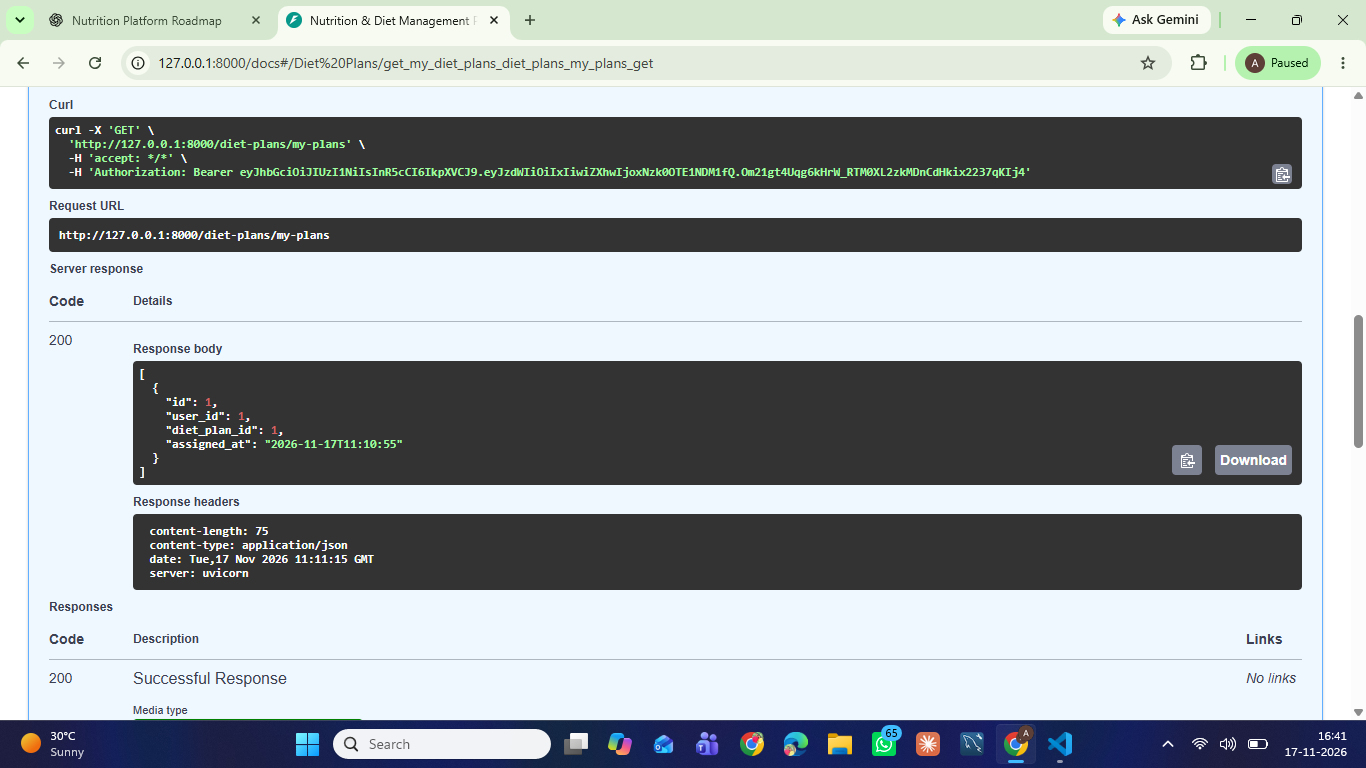 Nutrition Platform Roadmap
Nutrition & Diet Management P
Ask Gemini
127.0.0.1:8000/docs#/Diet%20Plans/get_my_diet_plans_diet_plans_my_plans_get
A
Paused
Curl
curl -X 'GET' \
'http://127.0.0.1:8000/diet-plans/my-plans' \
-H 'accept: */*' \
-H 'Authorization: Bearer eyJhbGciOiJIUzI1NiIsInR5cCI6IkpXVCJ9.eyJzdWIiOiIxIiwiZXhwIjoxNzk0OTE1NDM1fQ.Om21gt4Uqg6kHrW_RTM0XL2zkMDnCdHkix2237qKIj4'
Request URL
http://127.0.0.1:8000/diet-plans/my-plans
Server response
Code Details
200
Response body
[
{
"id": 1,
"user_id": 1,
"diet_plan_id": 1,
"assigned_at": "2026-11-17T11:10:55"
}
]
Download
Response headers
content-length: 75
content-type: application/json
date: Tue,17 Nov 2026 11:11:15 GMT
server: uvicorn
Responses
Code Description Links
200 Successful Response No links
Media type
30°C
Sunny
Search
65
A
16:41
17-11-2026